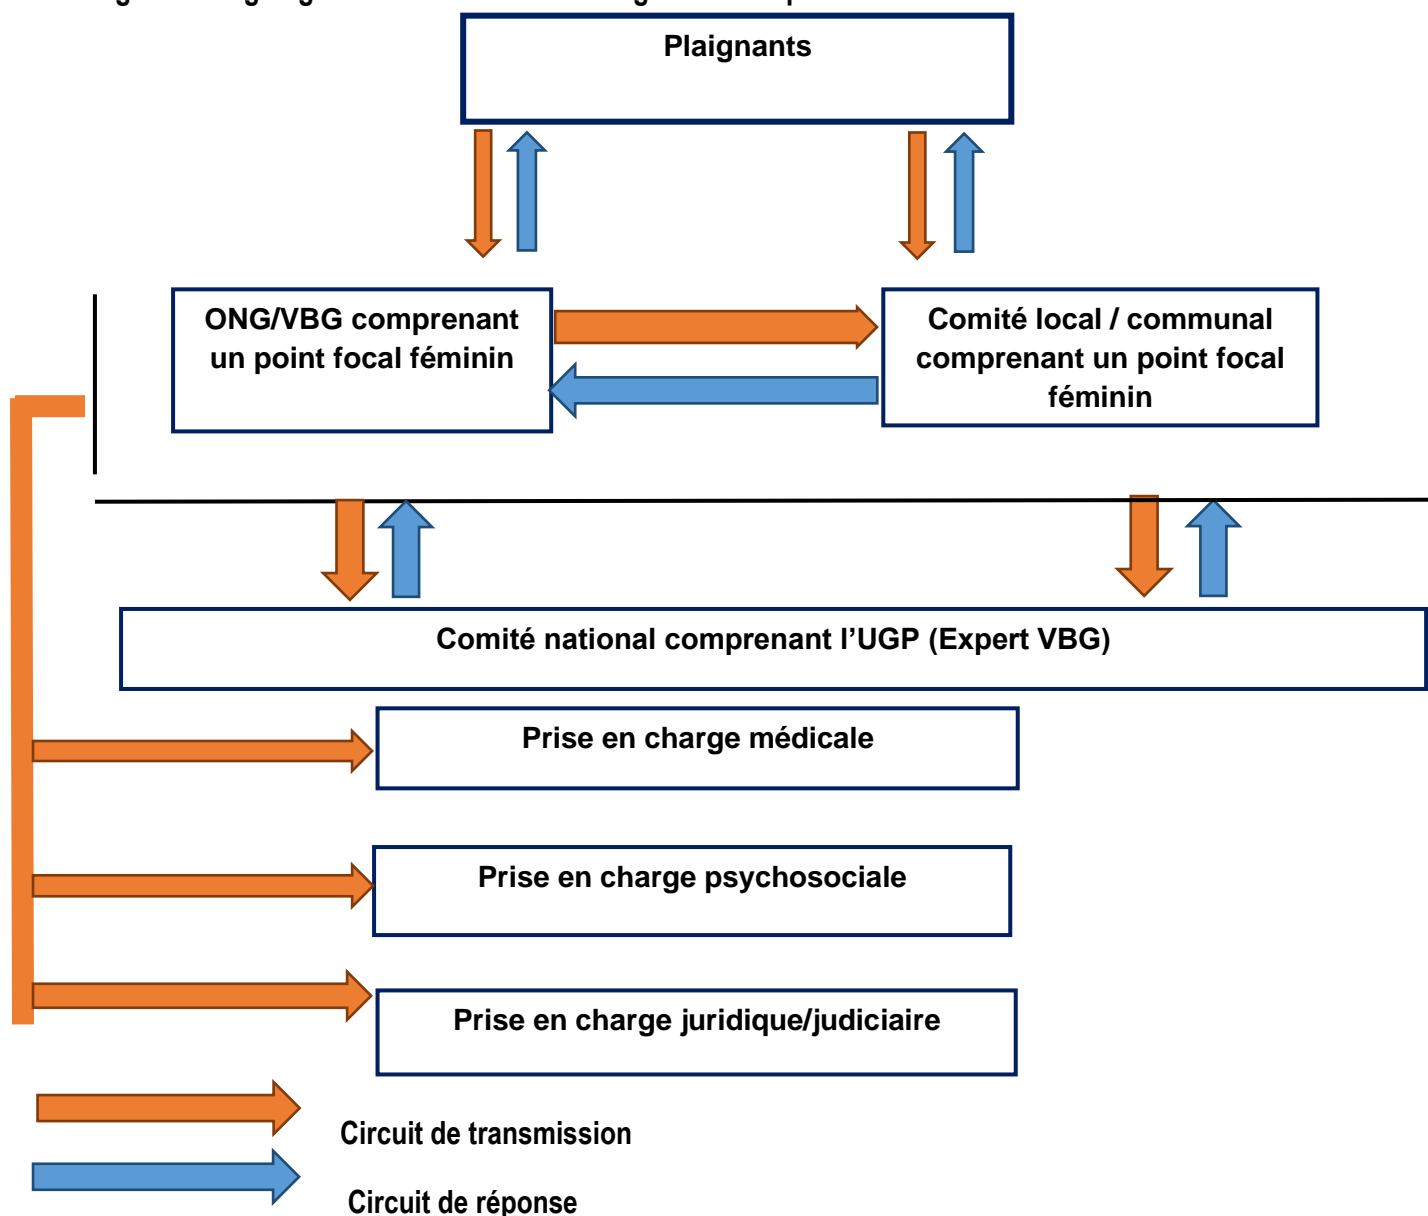 Plaignants
ONG/VBG comprenant
un point focal féminin
Comité local / communal
comprenant un point focal
féminin
Comité national comprenant l’UGP (Expert VBG)
Prise en charge médicale
Prise en charge psychosociale
Prise en charge juridique/judiciaire
Circuit de transmission
Circuit de réponse